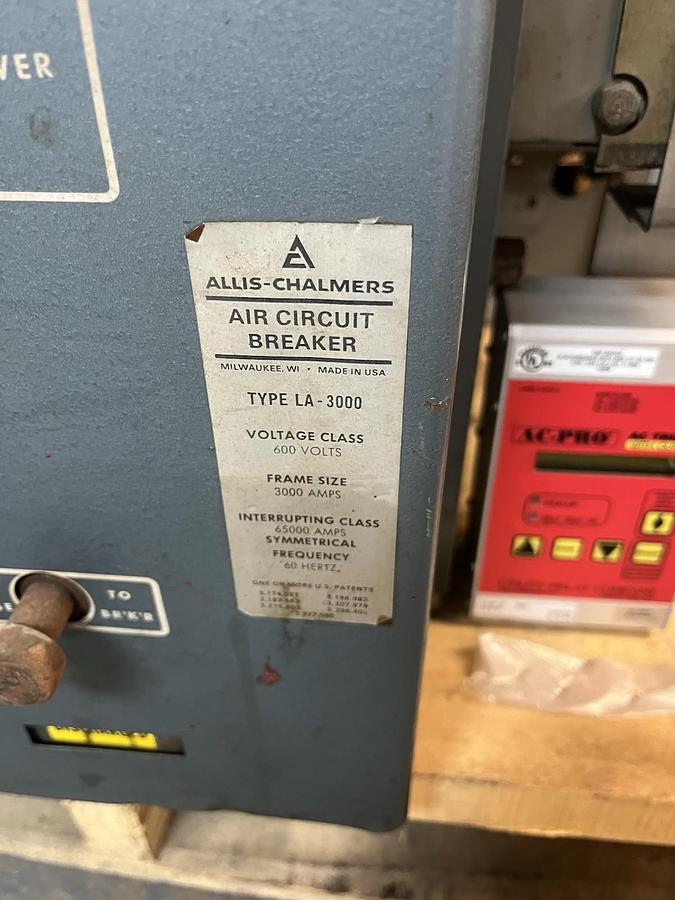 VER
ALLIS-CHALMERS
AIR CIRCUIT
BREAKER
MILWAUKEE, WI • MADE IN USA
TYPE LA-3000
VOLTAGE CLASS
600 VOLTS
FRAME SIZE
3000 AMPS
INTERRUPTING CLASS
65000 AMPS
SYMMETRICAL
FREQUENCY
60 HERTZ
ONE OR MORE U.S. PATENTS
TO
BR'K'R
AC-PRO